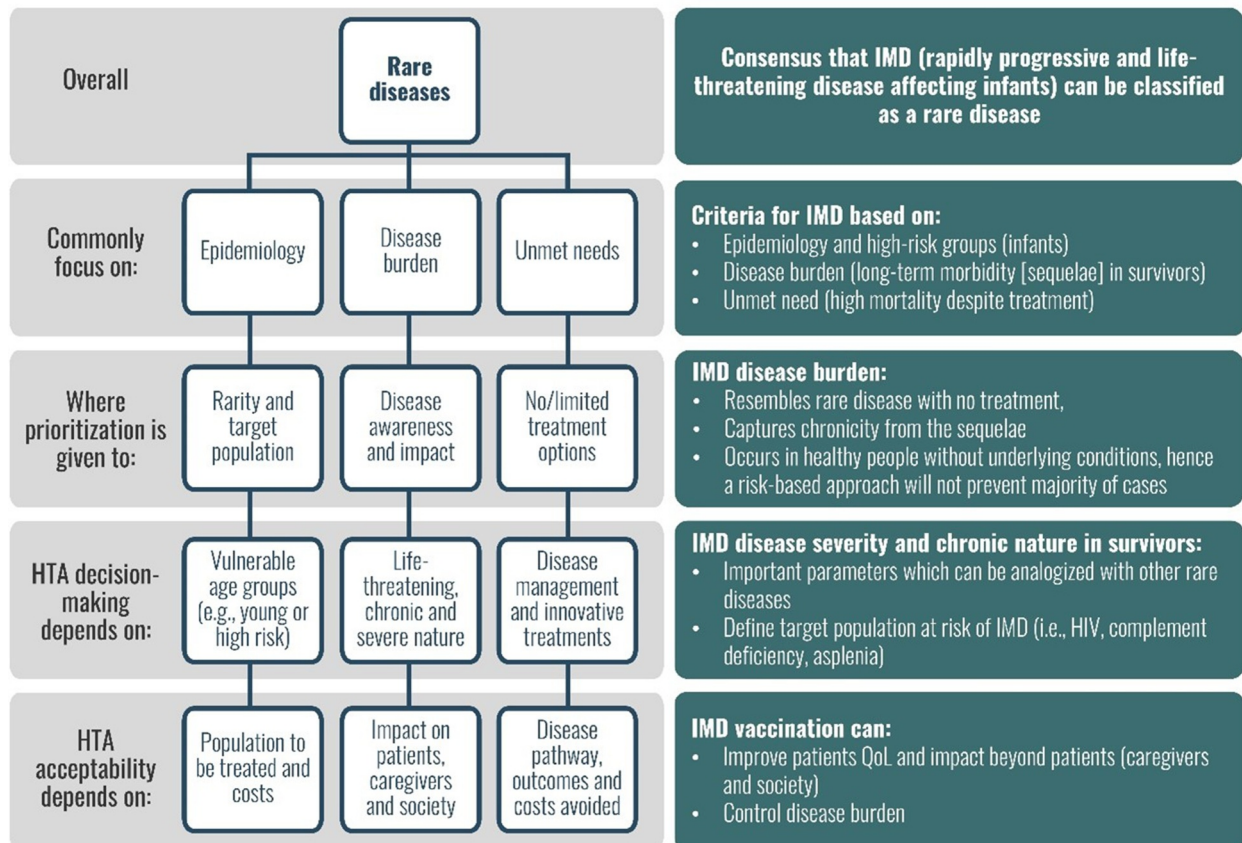 Overall
Rare
diseases
Consensus that IMD (rapidly progressive and life-
threatening disease affecting infants) can be classified
as a rare disease
Commonly
focus on:
Epidemiology
Disease
burden
Unmet needs
Criteria for IMD based on:
• Epidemiology and high-risk groups (infants)
• Disease burden (long-term morbidity [sequelae] in survivors)
• Unmet need (high mortality despite treatment)
Where
prioritization is
given to:
Rarity and
target
population
Disease
awareness
and impact
No/limited
treatment
options
IMD disease burden:
• Resembles rare disease with no treatment,
• Captures chronicity from the sequelae
• Occurs in healthy people without underlying conditions, hence
a risk-based approach will not prevent majority of cases
HTA decision-
making
depends on:
Vulnerable
age groups
(e.g., young or
high risk)
Life-
threatening,
chronic and
severe nature
Disease
management
and innovative
treatments
IMD disease severity and chronic nature in survivors:
• Important parameters which can be analogized with other rare
diseases
• Define target population at risk of IMD (i.e., HIV, complement
deficiency, asplenia)
HTA
acceptability
depends on:
Population to
be treated and
costs
Impact on
patients,
caregivers
and society
Disease
pathway,
outcomes and
costs avoided
IMD vaccination can:
• Improve patients QoL and impact beyond patients (caregivers
and society)
• Control disease burden